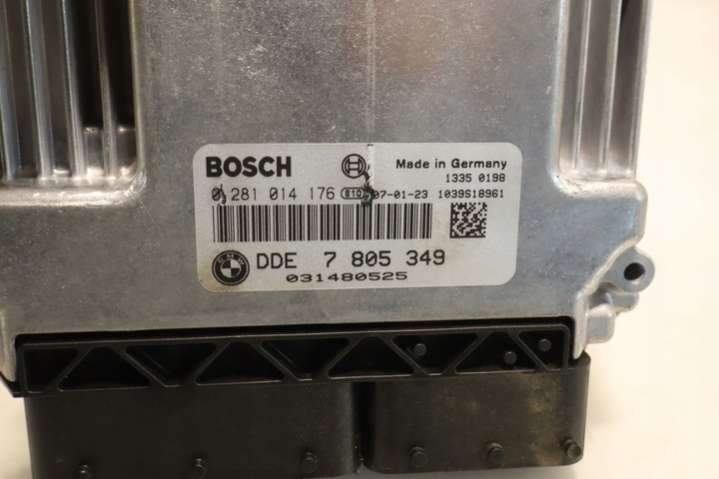 BOSCH
Made in Germany
1335 0198
0 281 014 176 07-01-23 1039S18961
DDE 7 805 349
031480525